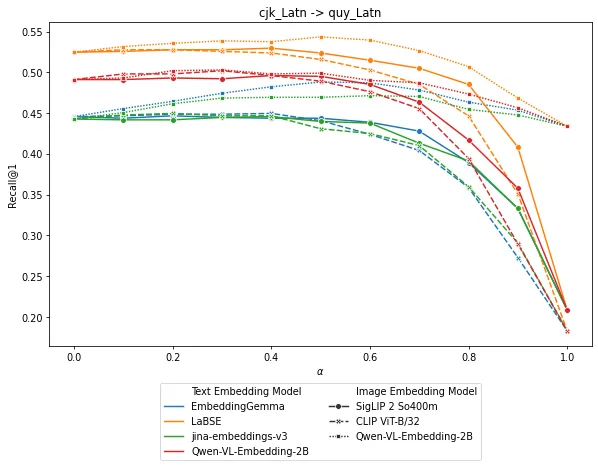 cjk_Latn -> quy_Latn
Recall@1
0.55
0.50
0.45
0.40
0.35
0.30
0.25
0.20
0.0 0.2 0.4 0.6 0.8 1.0
α
Text Embedding Model
EmbeddingGemma
LaBSE
jina-embeddings-v3
Qwen-VL-Embedding-2B
Image Embedding Model
SigLIP 2 So400m
CLIP ViT-B/32
Qwen-VL-Embedding-2B